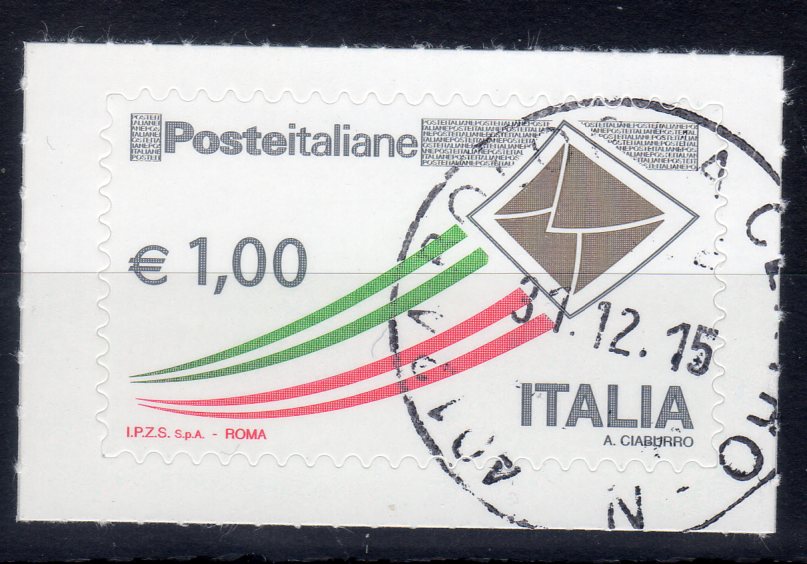 Posteitaliane
€ 1,00
31.12.15
ITALIA
I.P.Z.S. S.p.A. - ROMA
A. CIABURRO